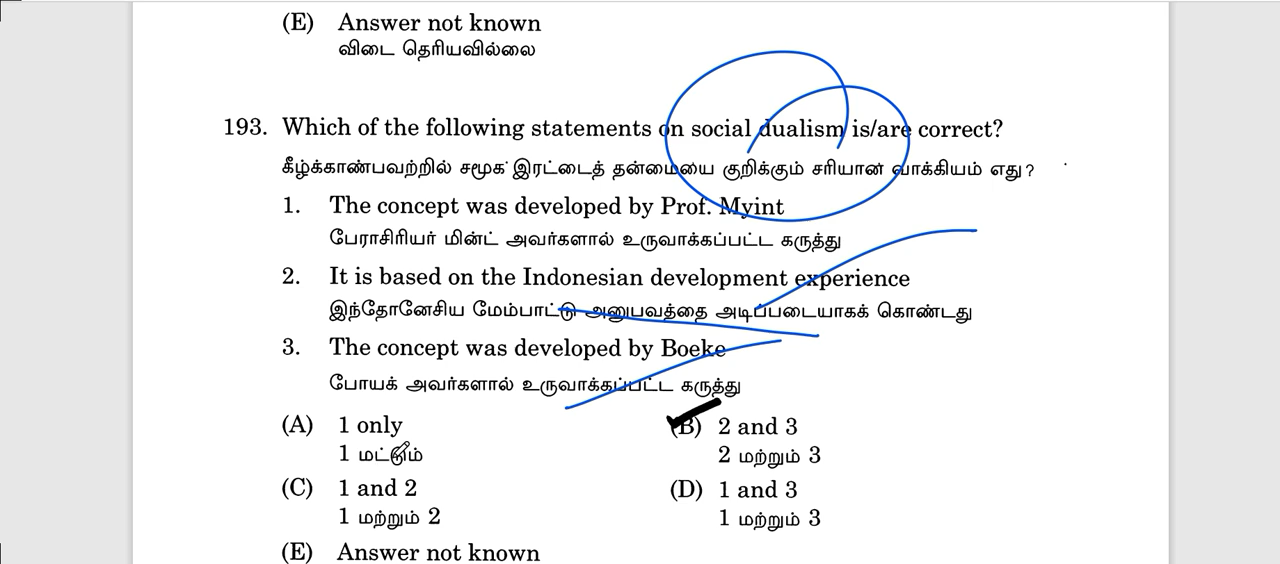 (E) Answer not known
விடை தெரியவில்லை
193. Which of the following statements on social dualism is/are correct?
கீழ்க்காண்பவற்றில் சமூக இரட்டைத் தன்மையை குறிக்கும் சரியான வாக்கியம் எது?
1. The concept was developed by Prof. Myint
பேராசிரியர் மின்ட் அவர்களால் உருவாக்கப்பட்ட கருத்து
2. It is based on the Indonesian development experience
இந்தோனேசிய மேம்பாட்டு அனுபவத்தை அடிப்படையாகக் கொண்டது
3. The concept was developed by Boeke
போயக் அவர்களால் உருவாக்கப்பட்ட கருத்து
(A) 1 only (B) 2 and 3
1 மட்டும் 2 மற்றும் 3
(C) 1 and 2 (D) 1 and 3
1 மற்றும் 2 1 மற்றும் 3
(E) Answer not known